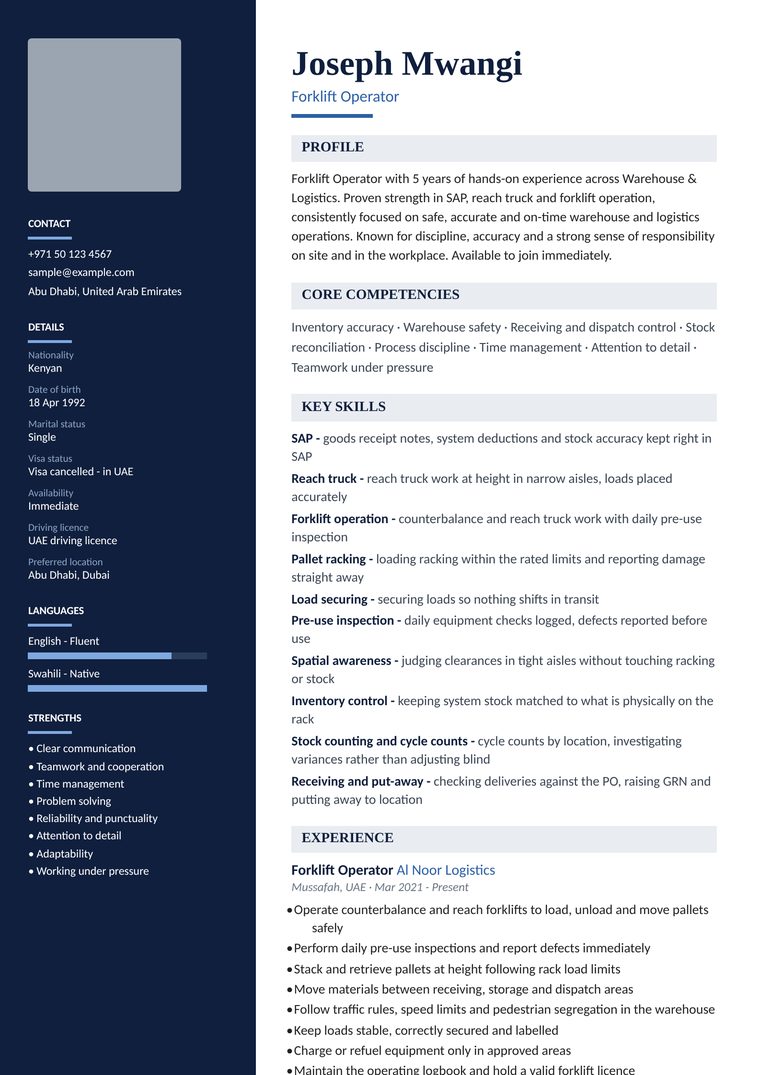 CONTACT
+971 50 123 4567
sample@example.com
Abu Dhabi, United Arab Emirates
DETAILS
Nationality
Kenyan
Date of birth
18 Apr 1992
Marital status
Single
Visa status
Visa cancelled - in UAE
Availability
Immediate
Driving licence
UAE driving licence
Preferred location
Abu Dhabi, Dubai
LANGUAGES
English - Fluent
Swahili - Native
STRENGTHS
• Clear communication
• Teamwork and cooperation
• Time management
• Problem solving
• Reliability and punctuality
• Attention to detail
• Adaptability
• Working under pressure
Joseph Mwangi
Forklift Operator
PROFILE
Forklift Operator with 5 years of hands-on experience across Warehouse &
Logistics. Proven strength in SAP, reach truck and forklift operation,
consistently focused on safe, accurate and on-time warehouse and logistics
operations. Known for discipline, accuracy and a strong sense of responsibility
on site and in the workplace. Available to join immediately.
CORE COMPETENCIES
Inventory accuracy · Warehouse safety · Receiving and dispatch control · Stock
reconciliation · Process discipline · Time management · Attention to detail ·
Teamwork under pressure
KEY SKILLS
SAP - goods receipt notes, system deductions and stock accuracy kept right in
SAP
Reach truck - reach truck work at height in narrow aisles, loads placed
accurately
Forklift operation - counterbalance and reach truck work with daily pre-use
inspection
Pallet racking - loading racking within the rated limits and reporting damage
straight away
Load securing - securing loads so nothing shifts in transit
Pre-use inspection - daily equipment checks logged, defects reported before
use
Spatial awareness - judging clearances in tight aisles without touching racking
or stock
Inventory control - keeping system stock matched to what is physically on the
rack
Stock counting and cycle counts - cycle counts by location, investigating
variances rather than adjusting blind
Receiving and put-away - checking deliveries against the PO, raising GRN and
putting away to location
EXPERIENCE
Forklift Operator Al Noor Logistics
Mussafah, UAE · Mar 2021 - Present
•Operate counterbalance and reach forklifts to load, unload and move pallets
safely
•Perform daily pre-use inspections and report defects immediately
•Stack and retrieve pallets at height following rack load limits
•Move materials between receiving, storage and dispatch areas
•Follow traffic rules, speed limits and pedestrian segregation in the warehouse
•Keep loads stable, correctly secured and labelled
•Charge or refuel equipment only in approved areas
•Maintain the operating logbook and hold a valid forklift licence